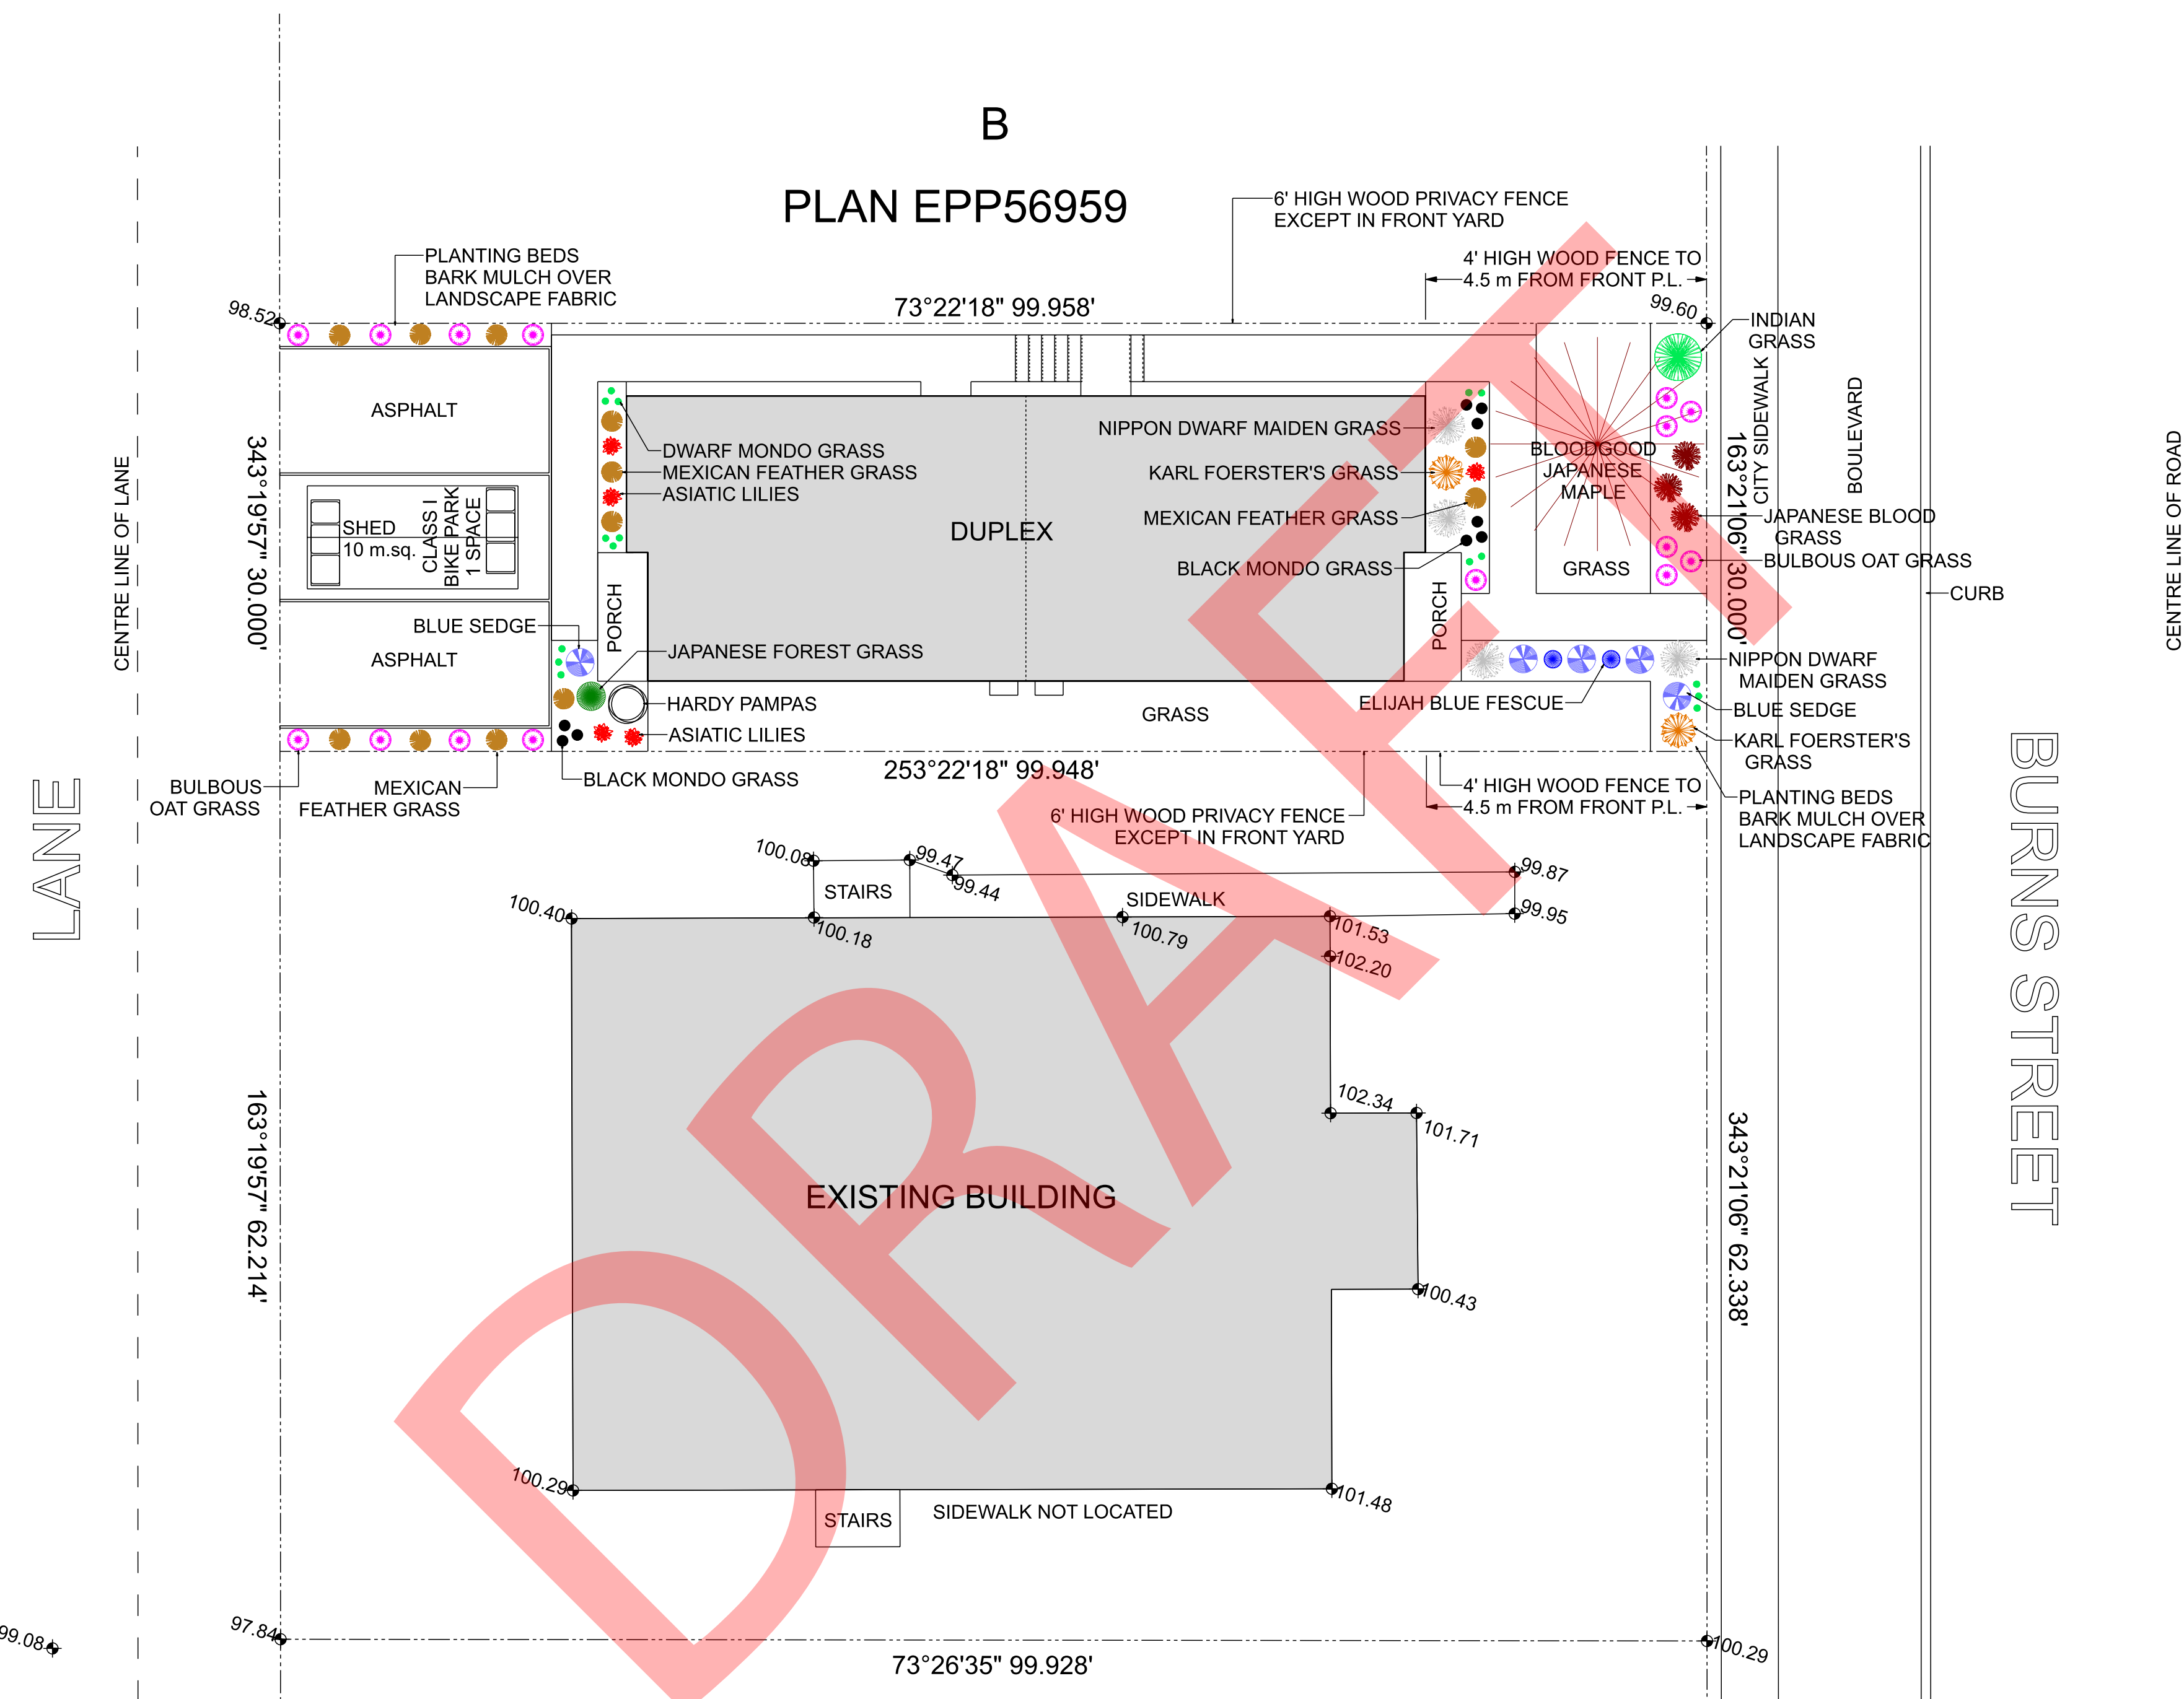 B
PLAN EPP56959
6' HIGH WOOD PRIVACY FENCE
EXCEPT IN FRONT YARD
PLANTING BEDS
BARK MULCH OVER
LANDSCAPE FABRIC
4' HIGH WOOD FENCE TO
4.5 m FROM FRONT P.L.
98.52
73°22'18" 99.958'
99.60
INDIAN
GRASS
ASPHALT
DWARF MONDO GRASS
MEXICAN FEATHER GRASS
ASIATIC LILIES
NIPPON DWARF MAIDEN GRASS
KARL FOERSTER'S GRASS
MEXICAN FEATHER GRASS
BLACK MONDO GRASS
BLOODGOOD
JAPANESE
MAPLE
GRASS
CITY SIDEWALK
BOULEVARD
CENTRE LINE OF LANE
CENTRE LINE OF ROAD
343°19'57" 30.000'
163°21'06" 30.000'
SHED
10 m.sq.
CLASS I
BIKE PARK
1 SPACE
DUPLEX
JAPANESE BLOOD
GRASS
BULBOUS OAT GRASS
CURB
PORCH
PORCH
BLUE SEDGE
ASPHALT
JAPANESE FOREST GRASS
HARDY PAMPAS
ASIATIC LILIES
GRASS
ELIJAH BLUE FESCUE
NIPPON DWARF
MAIDEN GRASS
BLUE SEDGE
KARL FOERSTER'S
GRASS
BULBOUS
OAT GRASS
MEXICAN
FEATHER GRASS
BLACK MONDO GRASS
253°22'18" 99.948'
6' HIGH WOOD PRIVACY FENCE
EXCEPT IN FRONT YARD
4' HIGH WOOD FENCE TO
4.5 m FROM FRONT P.L.
PLANTING BEDS
BARK MULCH OVER
LANDSCAPE FABRIC
LANE
BURNS STREET
100.08
99.47
99.44
STAIRS
SIDEWALK
99.87
99.95
100.40
100.18
100.79
101.53
102.20
102.34
101.71
163°19'57" 62.214'
343°21'06" 62.338'
EXISTING BUILDING
100.43
100.29
101.48
STAIRS
SIDEWALK NOT LOCATED
99.08
97.84
100.29
73°26'35" 99.928'
DRAFT